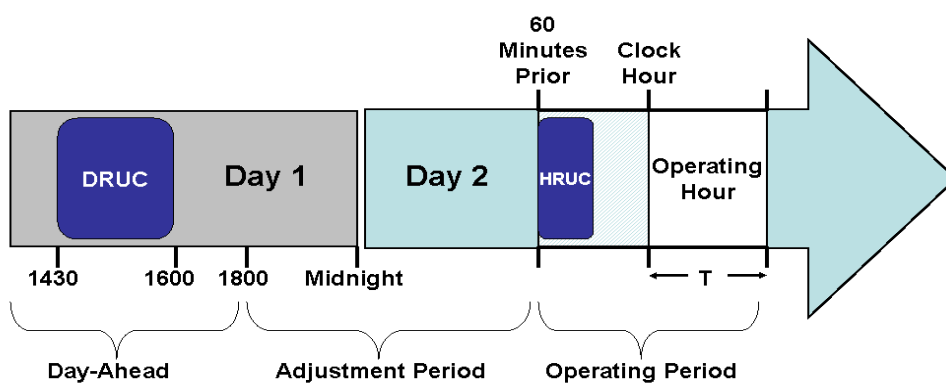 60
Minutes
Prior
Clock
Hour
DRUC
Day 1
Day 2
HRUC
Operating
Hour
1430
1600
1800
Midnight
T
Day-Ahead
Adjustment Period
Operating Period